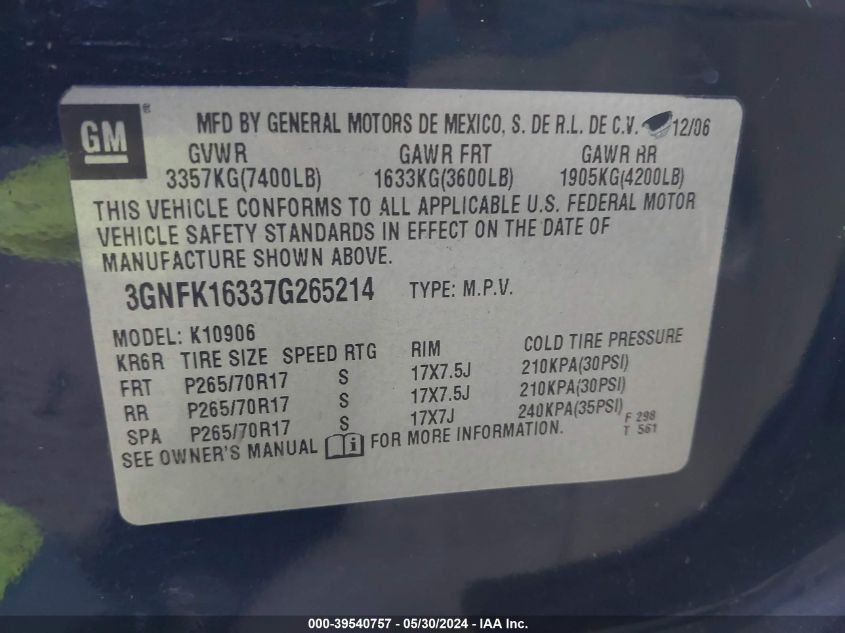 GM ® MFD BY GENERAL MOTORS DE MEXICO, S. DE R.L. DE C.V. 12/06
GVWR GAWR FRT GAWR RR
3357KG(7400LB) 1633KG(3600LB) 1905KG(4200LB)
THIS VEHICLE CONFORMS TO ALL APPLICABLE U.S. FEDERAL MOTOR
VEHICLE SAFETY STANDARDS IN EFFECT ON THE DATE OF
MANUFACTURE SHOWN ABOVE.
3GNFK16337G265214 TYPE: M.P.V.
MODEL: K10906
KR6R TIRE SIZE SPEED RTG RIM COLD TIRE PRESSURE
FRT P265/70R17 S 17X7.5J 210KPA(30PSI)
RR P265/70R17 S 17X7.5J 210KPA(30PSI)
SPA P265/70R17 S 17X7J 240KPA(35PSI) F 298
SEE OWNER'S MANUAL i FOR MORE INFORMATION. T 561
000-39540757 - 05/30/2024 - IAA Inc.